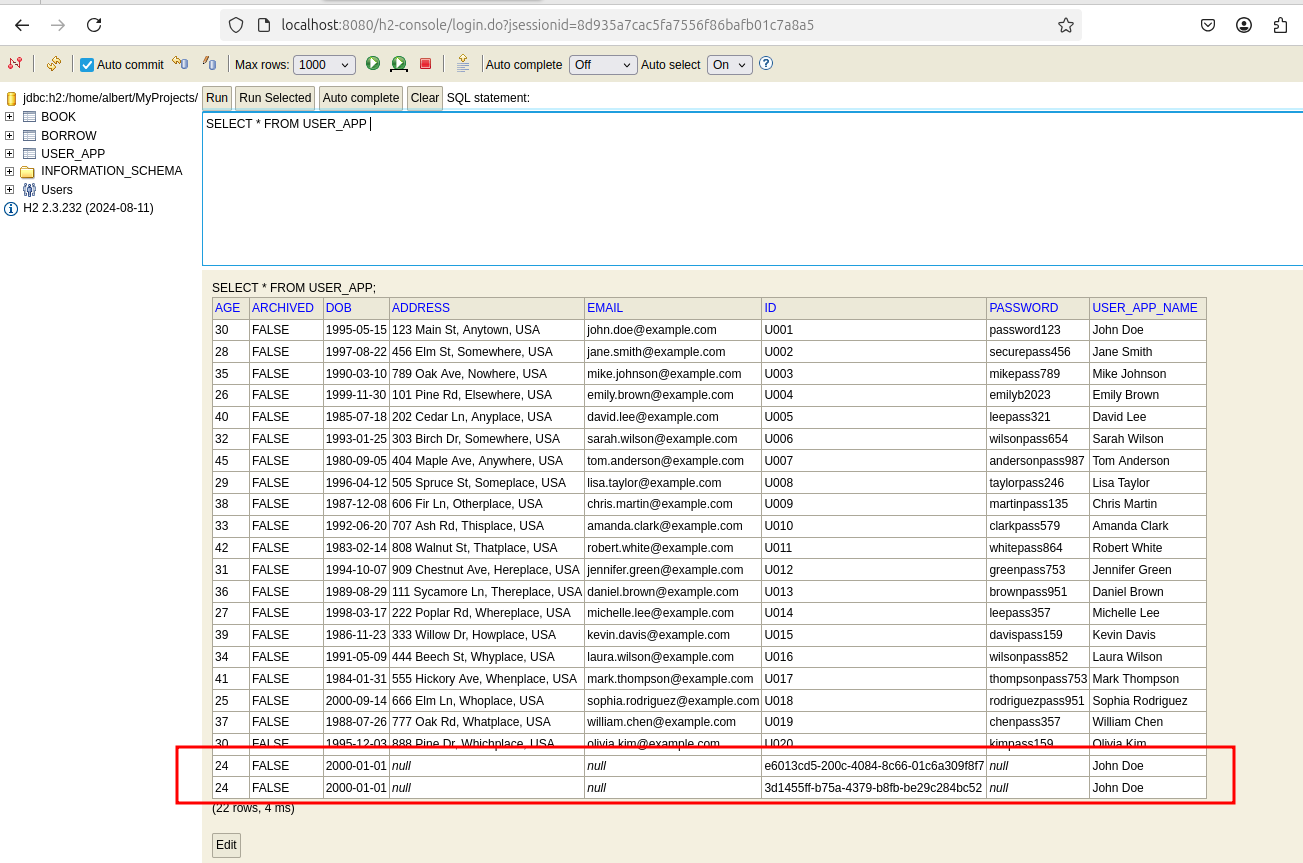 localhost:8080/h2-console/login.do?jsessionid=8d935a7cac5fa7556f86bafb01c7a8a5
Auto commit Max rows: 1000 Auto complete Off Auto select On ?
jdbc:h2:/home/albert/MyProjects/ Run Run Selected Auto complete Clear SQL statement:
BOOK
BORROW
USER_APP
INFORMATION_SCHEMA
Users
H2 2.3.232 (2024-08-11)
SELECT * FROM USER_APP
SELECT * FROM USER_APP;
AGE ARCHIVED DOB ADDRESS EMAIL ID PASSWORD USER_APP_NAME
30 FALSE 1995-05-15 123 Main St, Anytown, USA john.doe@example.com U001 password123 John Doe
28 FALSE 1997-08-22 456 Elm St, Somewhere, USA jane.smith@example.com U002 securepass456 Jane Smith
35 FALSE 1990-03-10 789 Oak Ave, Nowhere, USA mike.johnson@example.com U003 mikepass789 Mike Johnson
26 FALSE 1999-11-30 101 Pine Rd, Elsewhere, USA emily.brown@example.com U004 emilyb2023 Emily Brown
40 FALSE 1985-07-18 202 Cedar Ln, Anyplace, USA david.lee@example.com U005 leepass321 David Lee
32 FALSE 1993-01-25 303 Birch Dr, Somewhere, USA sarah.wilson@example.com U006 wilsonpass654 Sarah Wilson
45 FALSE 1980-09-05 404 Maple Ave, Anywhere, USA tom.anderson@example.com U007 andersonpass987 Tom Anderson
29 FALSE 1996-04-12 505 Spruce St, Someplace, USA lisa.taylor@example.com U008 taylorpass246 Lisa Taylor
38 FALSE 1987-12-08 606 Fir Ln, Otherplace, USA chris.martin@example.com U009 martinpass135 Chris Martin
33 FALSE 1992-06-20 707 Ash Rd, Thisplace, USA amanda.clark@example.com U010 clarkpass579 Amanda Clark
42 FALSE 1983-02-14 808 Walnut St, Thatplace, USA robert.white@example.com U011 whitepass864 Robert White
31 FALSE 1994-10-07 909 Chestnut Ave, Hereplace, USA jennifer.green@example.com U012 greenpass753 Jennifer Green
36 FALSE 1989-08-29 111 Sycamore Ln, Thereplace, USA daniel.brown@example.com U013 brownpass951 Daniel Brown
27 FALSE 1998-03-17 222 Poplar Rd, Whereplace, USA michelle.lee@example.com U014 leepass357 Michelle Lee
39 FALSE 1986-11-23 333 Willow Dr, Howplace, USA kevin.davis@example.com U015 davispass159 Kevin Davis
34 FALSE 1991-05-09 444 Beech St, Whyplace, USA laura.wilson@example.com U016 wilsonpass852 Laura Wilson
41 FALSE 1984-01-31 555 Hickory Ave, Whenplace, USA mark.thompson@example.com U017 thompsonpass753 Mark Thompson
25 FALSE 2000-09-14 666 Elm Ln, Whoplace, USA sophia.rodriguez@example.com U018 rodriguezpass951 Sophia Rodriguez
37 FALSE 1988-07-26 777 Oak Rd, Whatplace, USA william.chen@example.com U019 chenpass357 William Chen
30 FALSE 1995-12-03 888 Pine Dr, Whichplace, USA olivia.kim@example.com U020 kimpass159 Olivia Kim
24 FALSE 2000-01-01 null null e6013cd5-200c-4084-8c66-01c6a309f8f7 null John Doe
24 FALSE 2000-01-01 null null 3d1455ff-b75a-4379-b8fb-be29c284bc52 null John Doe
(22 rows, 4 ms)
Edit